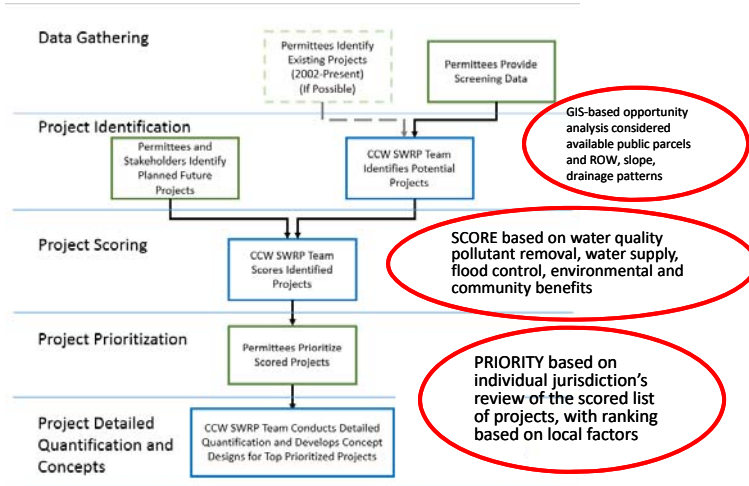 Data Gathering
Permittees Identify
Existing Projects
(2002-Present)
(If Possible)
Permittees Provide
Screening Data
Project Identification
GIS-based opportunity
analysis considered
available public parcels
and ROW, slope,
drainage patterns
Permittees and
Stakeholders Identify
Planned Future
Projects
CCW SWRP Team
Identifies Potential
Projects
Project Scoring
CCW SWRP Team
Scores Identified
Projects
SCORE based on water quality
pollutant removal, water supply,
flood control, environmental and
community benefits
Project Prioritization
Permittees Prioritize
Scored Projects
PRIORITY based on
individual jurisdiction’s
review of the scored list
of projects, with ranking
based on local factors
Project Detailed
Quantification and
Concepts
CCW SWRP Team Conducts Detailed
Quantification and Develops Concept
Designs for Top Prioritized Projects